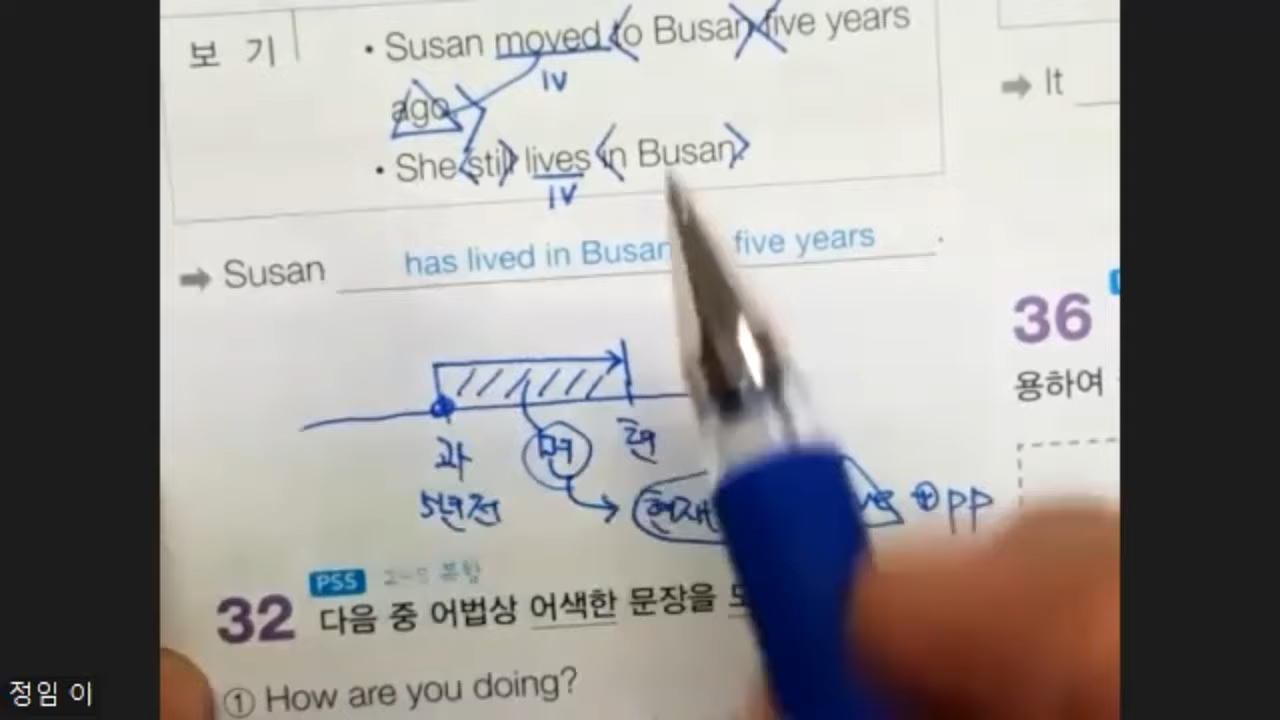 보 기
• Susan moved to Busan five years
ago
IV
• She still lives in Busan.
IV
➡ It
➡ Susan has lived in Busan five years .
과
면
현
5년전
현재
⊕pp
36
용하여
PSS
32 다음 중 어법상 어색한 문장을
① How are you doing?
정임 이